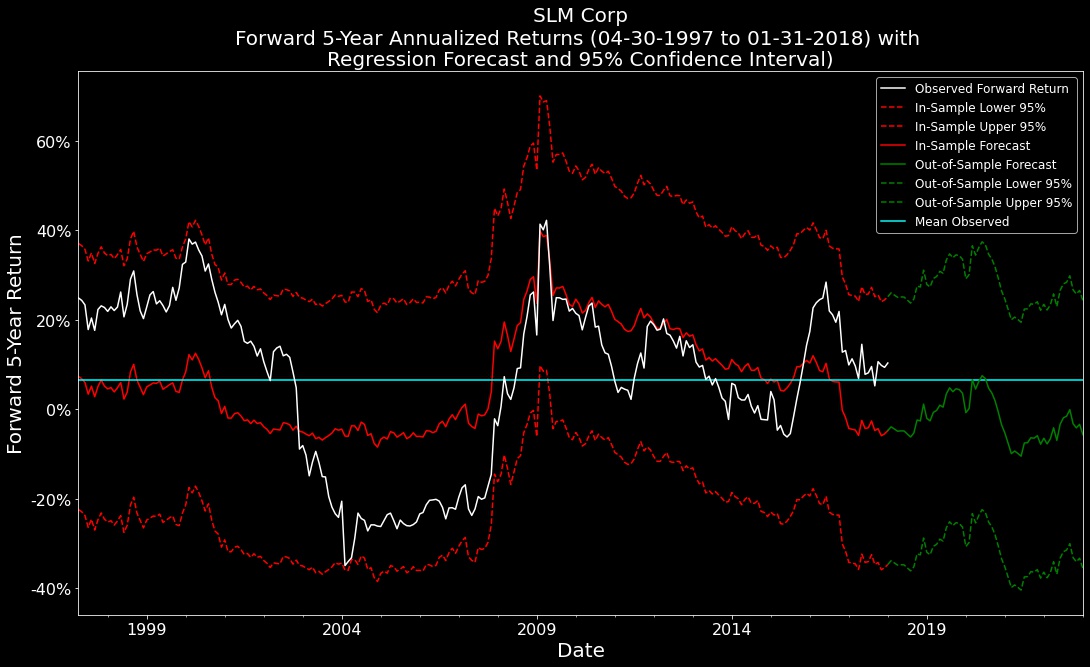 SLM Corp
Forward 5-Year Annualized Returns (04-30-1997 to 01-31-2018) with
Regression Forecast and 95% Confidence Interval)
Observed Forward Return
In-Sample Lower 95%
In-Sample Upper 95%
In-Sample Forecast
Out-of-Sample Forecast
Out-of-Sample Lower 95%
Out-of-Sample Upper 95%
Mean Observed
Forward 5-Year Return
60%
40%
20%
0%
-20%
-40%
1999
2004
2009
2014
2019
Date